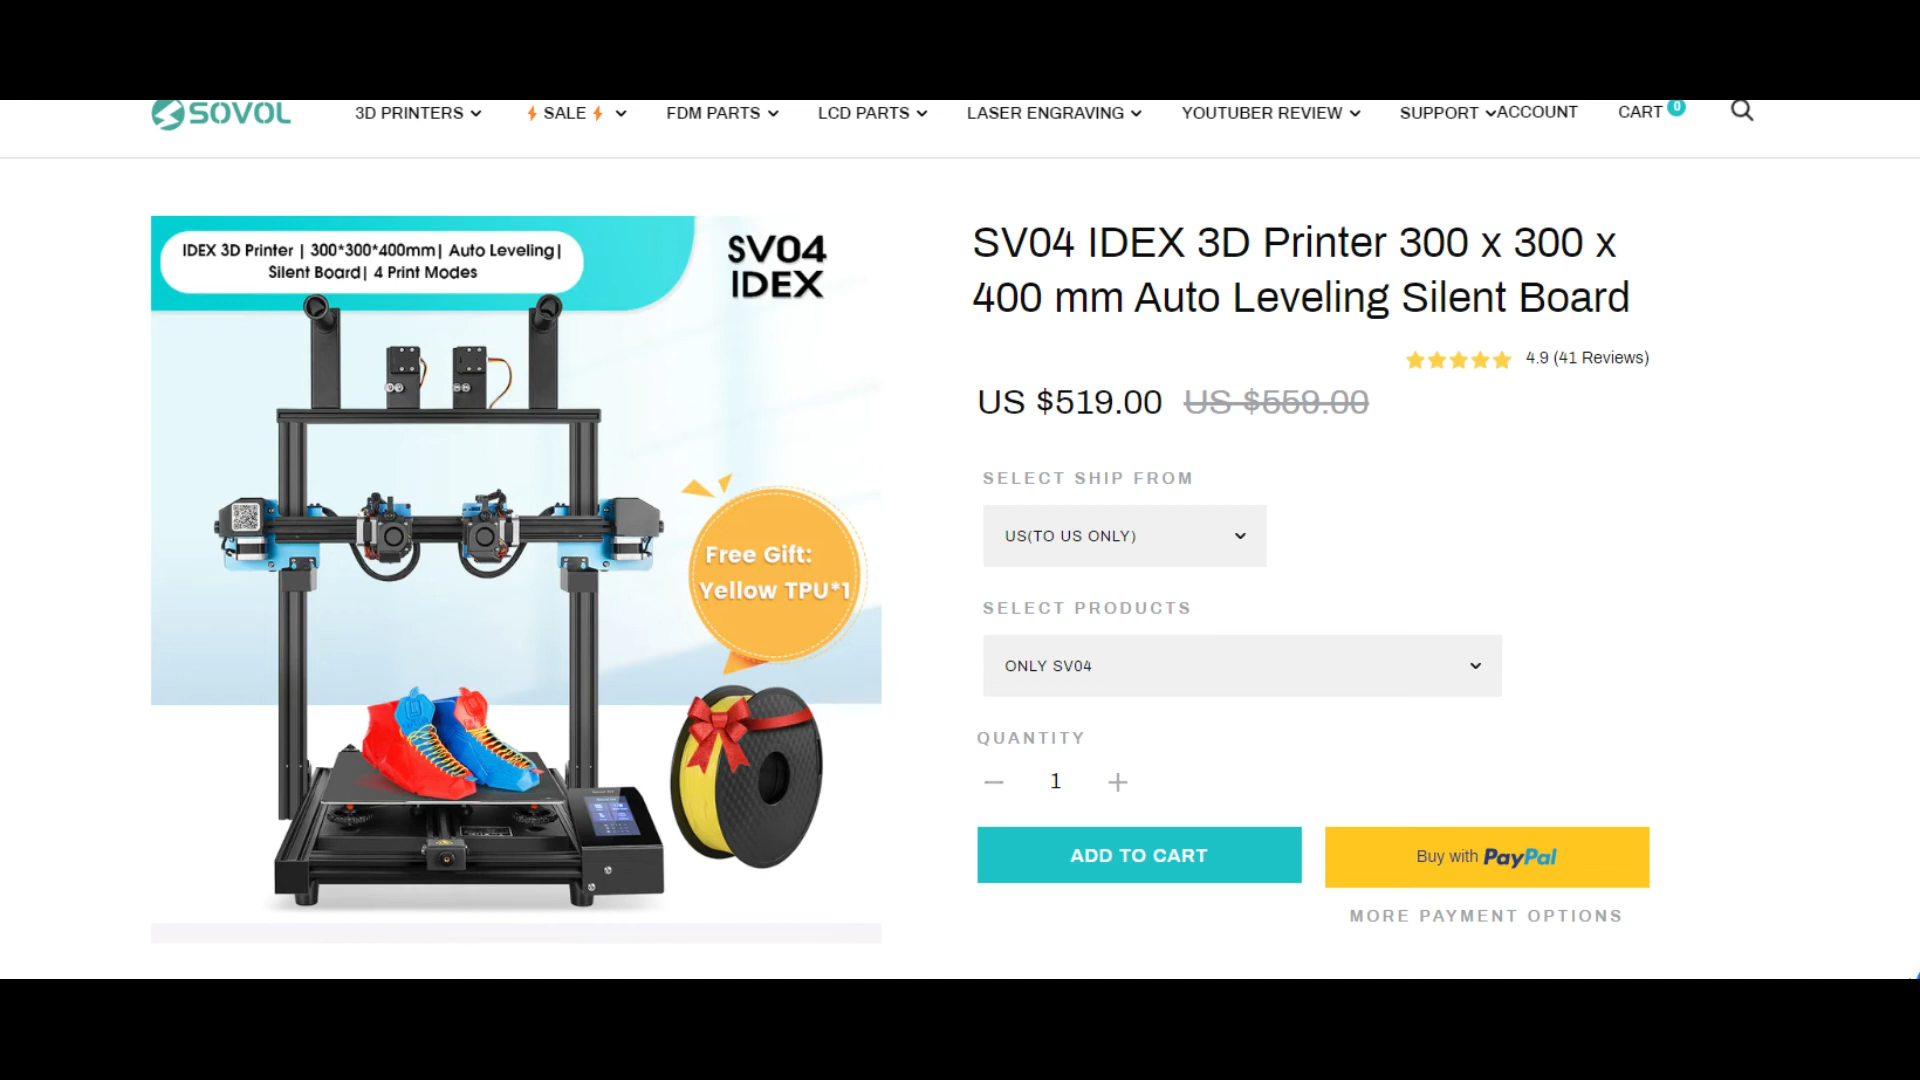 SOVOL
3D PRINTERS
SALE
FDM PARTS
LCD PARTS
LASER ENGRAVING
YOUTUBER REVIEW
SUPPORT
ACCOUNT
CART 0
IDEX 3D Printer | 300*300*400mm| Auto Leveling|
Silent Board| 4 Print Modes
SV04
IDEX
Free Gift:
Yellow TPU*1
SV04 IDEX 3D Printer 300 x 300 x
400 mm Auto Leveling Silent Board
4.9 (41 Reviews)
US $519.00 US $559.00
SELECT SHIP FROM
US(TO US ONLY)
SELECT PRODUCTS
ONLY SV04
QUANTITY
1
ADD TO CART
Buy with PayPal
MORE PAYMENT OPTIONS